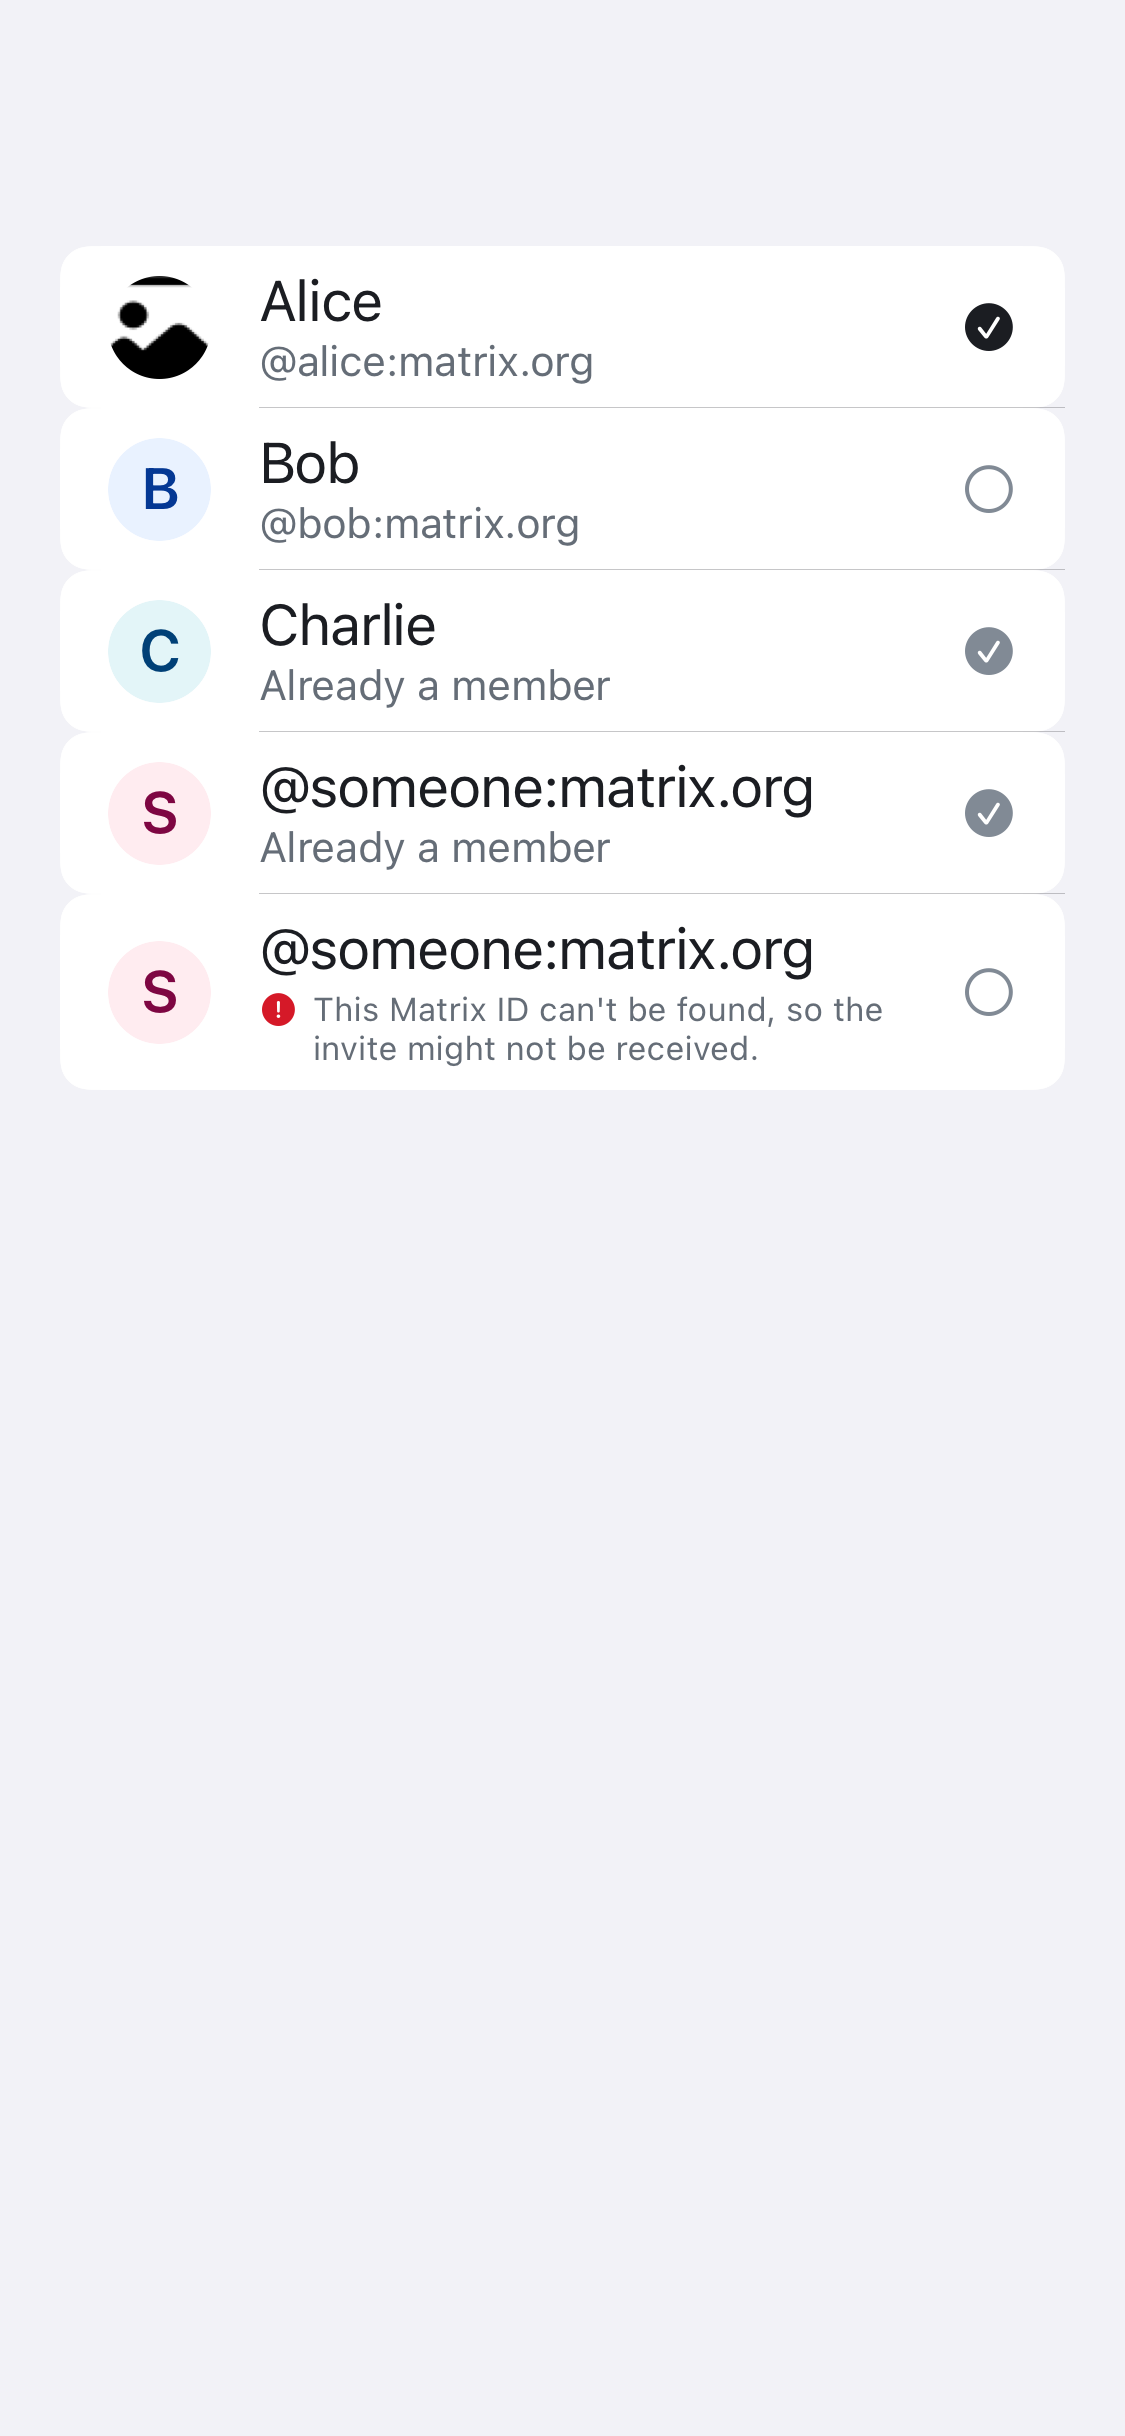 Alice
@alice:matrix.org
B
Bob
@bob:matrix.org
C
Charlie
Already a member
S
@someone:matrix.org
Already a member
S
@someone:matrix.org
This Matrix ID can't be found, so the
invite might not be received.